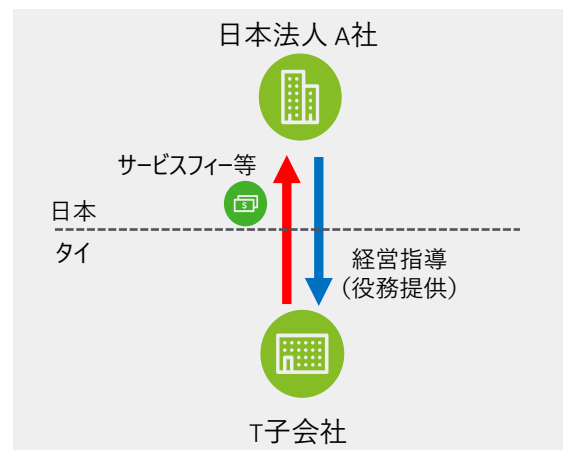 日本法人 A社
サービスフィー等
$
日本
タイ
経営指導
（役務提供）
T子会社